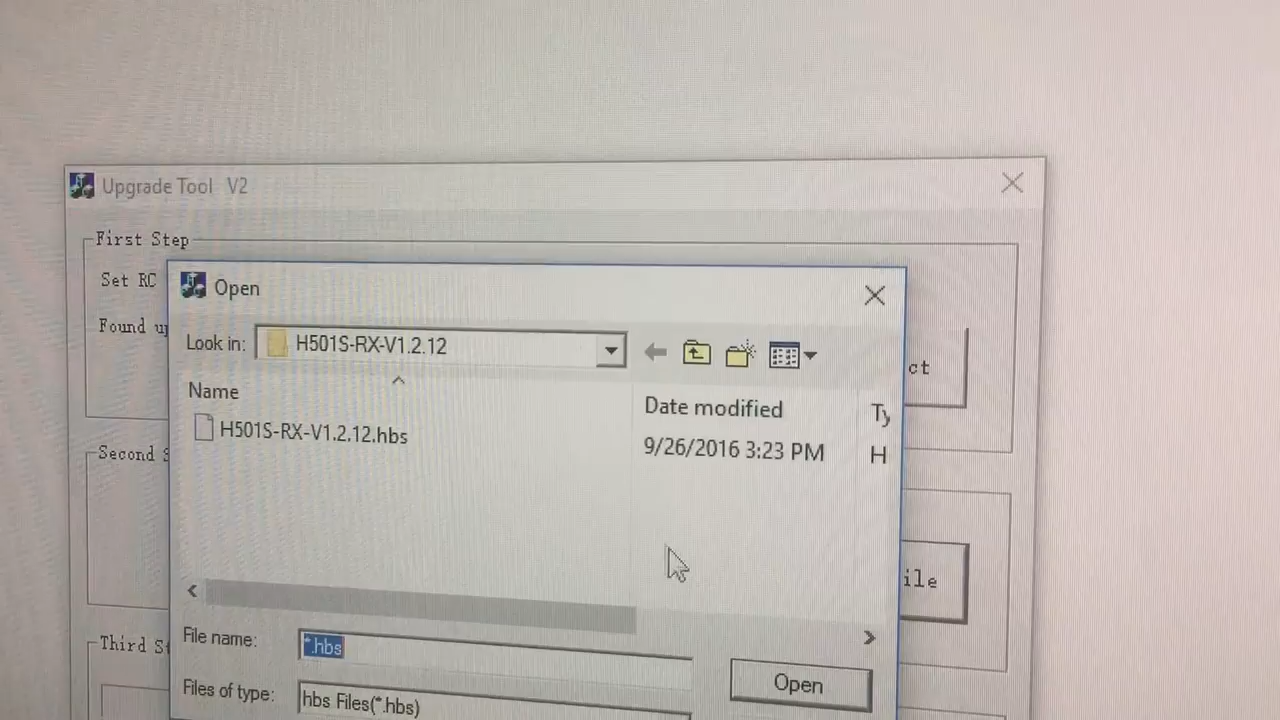 Upgrade Tool V2
First Step
Set RC
Found
Open
Look in: H501S-RX-V1.2.12
ct
Name
Date modified
Ty
H501S-RX-V1.2.12.hbs
9/26/2016 3:23 PM
H
Second S
ile
File name: *.hbs
Open
Third St
Files of type: hbs Files(*.hbs)